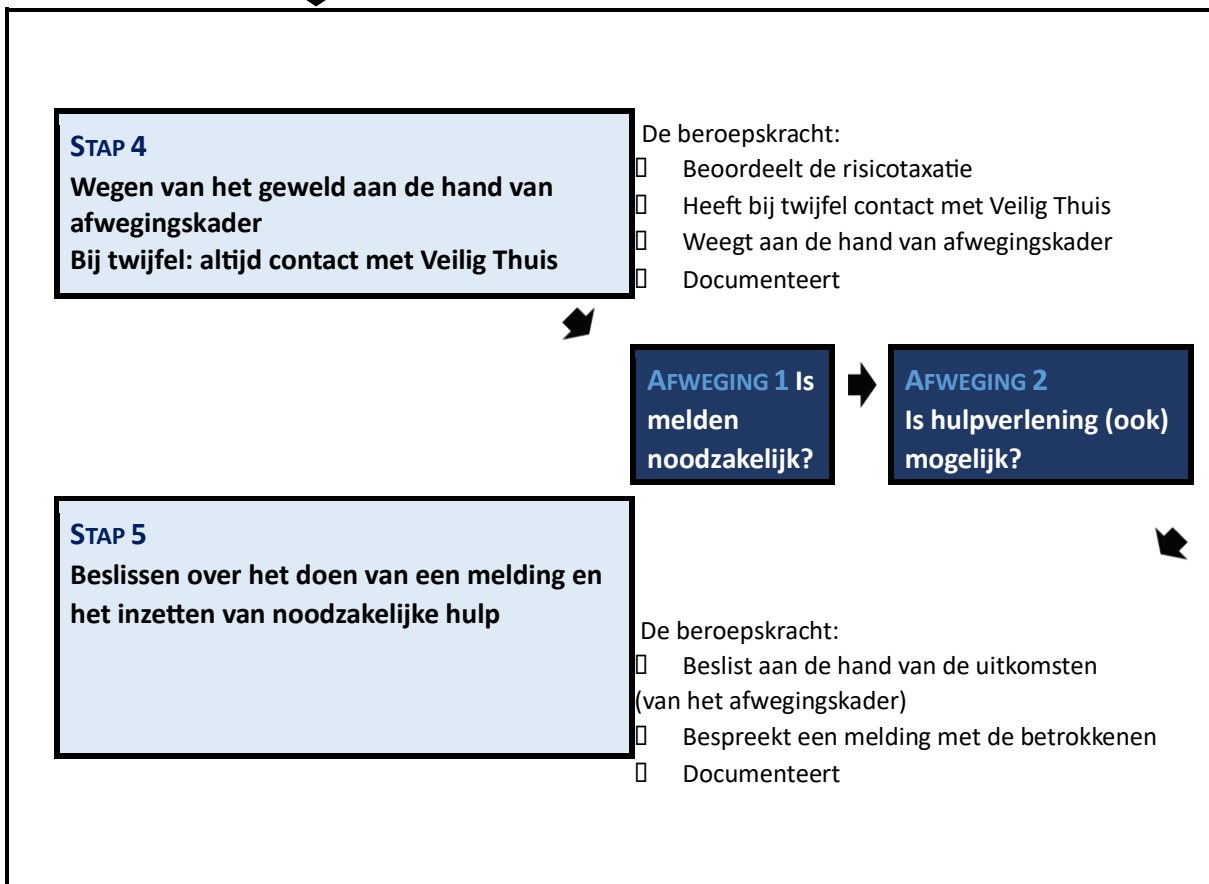 STAP 4
Wegen van het geweld aan de hand van
afwegingskader
Bij twijfel: altijd contact met Veilig Thuis
De beroepskracht:
▯ Beoordeelt de risicotaxatie
▯ Heeft bij twijfel contact met Veilig Thuis
▯ Weegt aan de hand van afwegingskader
▯ Documenteert
AFWEGING 1 Is
melden
noodzakelijk?
AFWEGING 2
Is hulpverlening (ook)
mogelijk?
STAP 5
Beslissen over het doen van een melding en
het inzetten van noodzakelijke hulp
De beroepskracht:
▯ Beslist aan de hand van de uitkomsten
(van het afwegingskader)
▯ Bespreekt een melding met de betrokkenen
▯ Documenteert